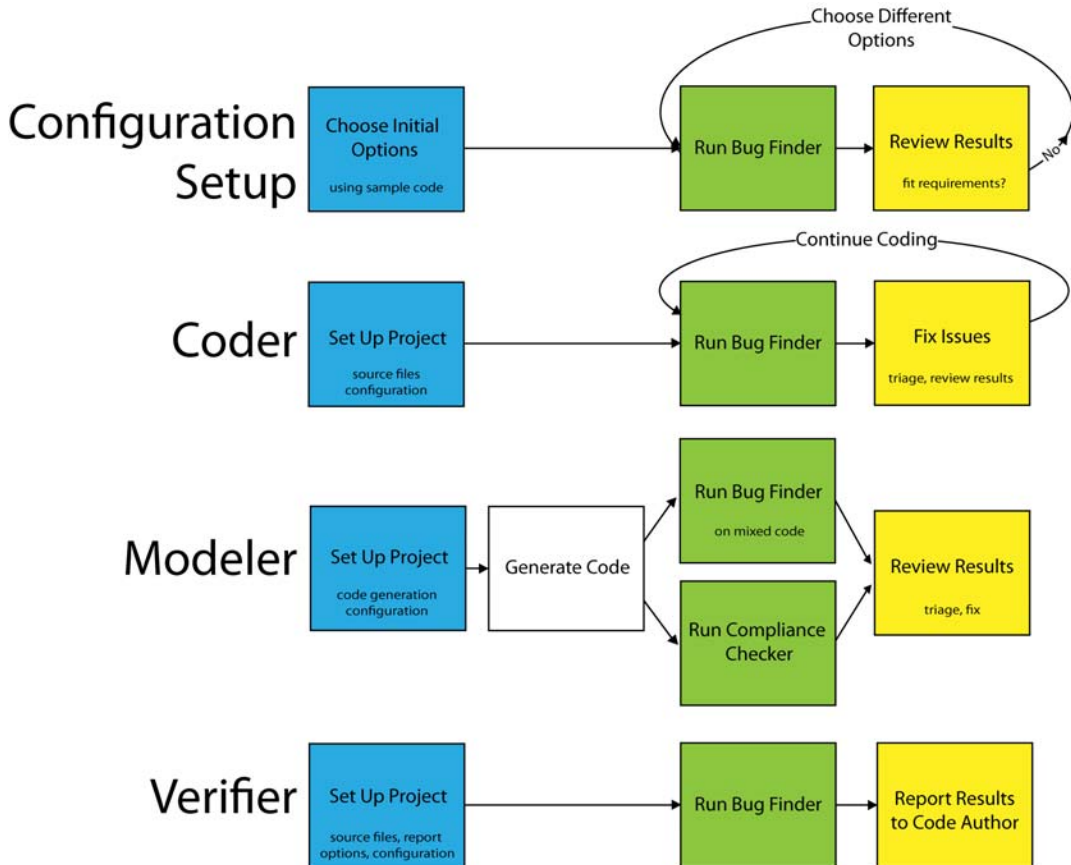 Choose Different
Options
Configuration
Setup
Choose Initial
Options
using sample code
Run Bug Finder
Review Results
fit requirements?
No
Continue Coding
Coder
Set Up Project
source files
configuration
Run Bug Finder
Fix Issues
triage, review results
Modeler
Set Up Project
code generation
configuration
Generate Code
Run Bug Finder
on mixed code
Run Compliance
Checker
Review Results
triage, fix
Verifier
Set Up Project
source files, report
options, configuration
Run Bug Finder
Report Results
to Code Author